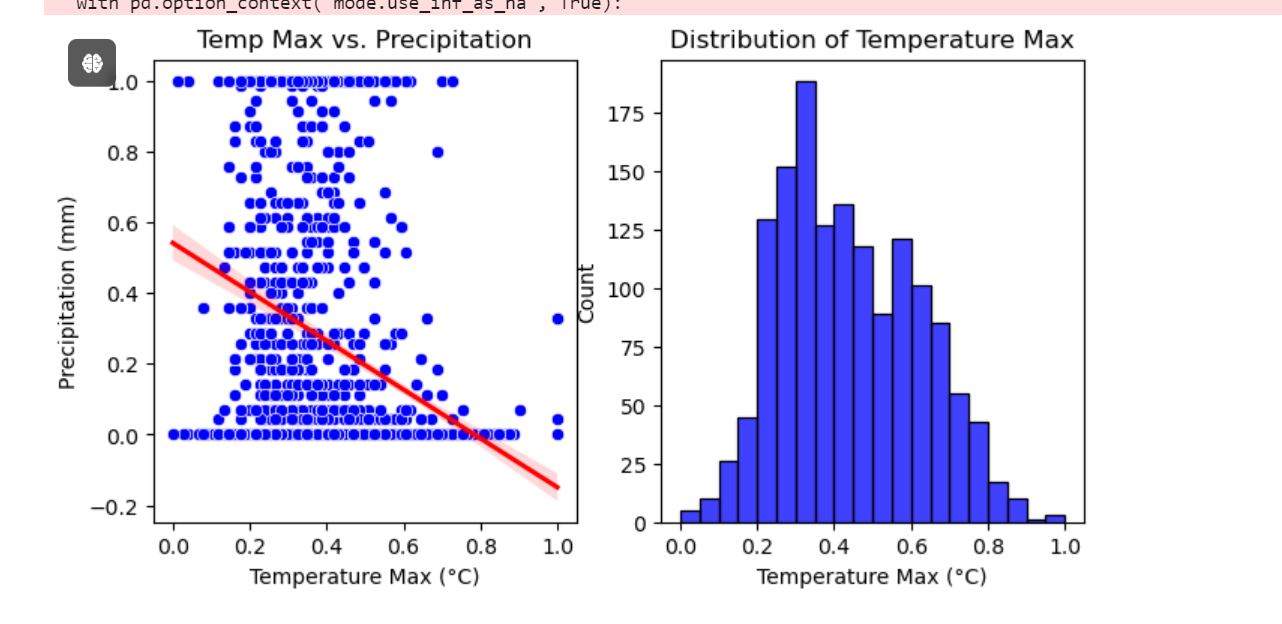 with pd.option_context('mode.use_inf_as_na', True):
Temp Max vs. Precipitation
1.0
0.8
0.6
0.4
0.2
0.0
−0.2
Precipitation (mm)
0.0 0.2 0.4 0.6 0.8 1.0
Temperature Max (°C)
Distribution of Temperature Max
175
150
125
100
75
50
25
0
Count
0.0 0.2 0.4 0.6 0.8 1.0
Temperature Max (°C)